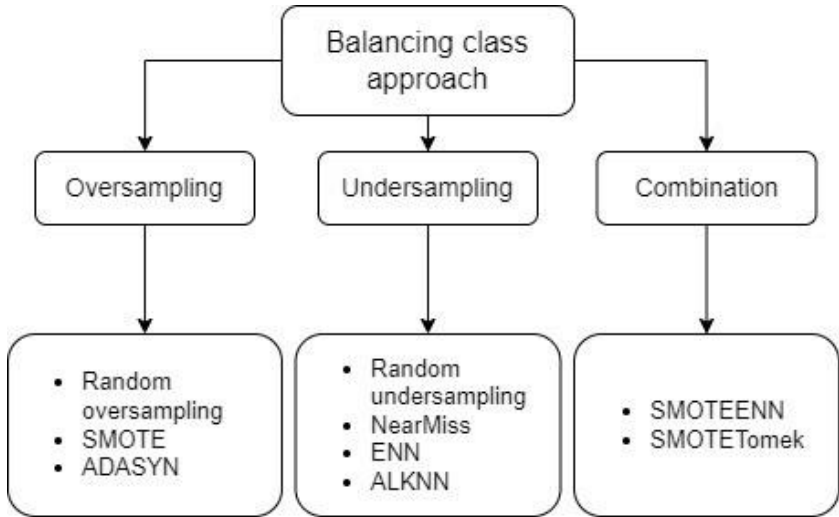 Balancing class
approach
Oversampling
Undersampling
Combination
• Random
oversampling
• SMOTE
• ADASYN
• Random
undersampling
• NearMiss
• ENN
• ALKNN
• SMOTEENN
• SMOTETomek